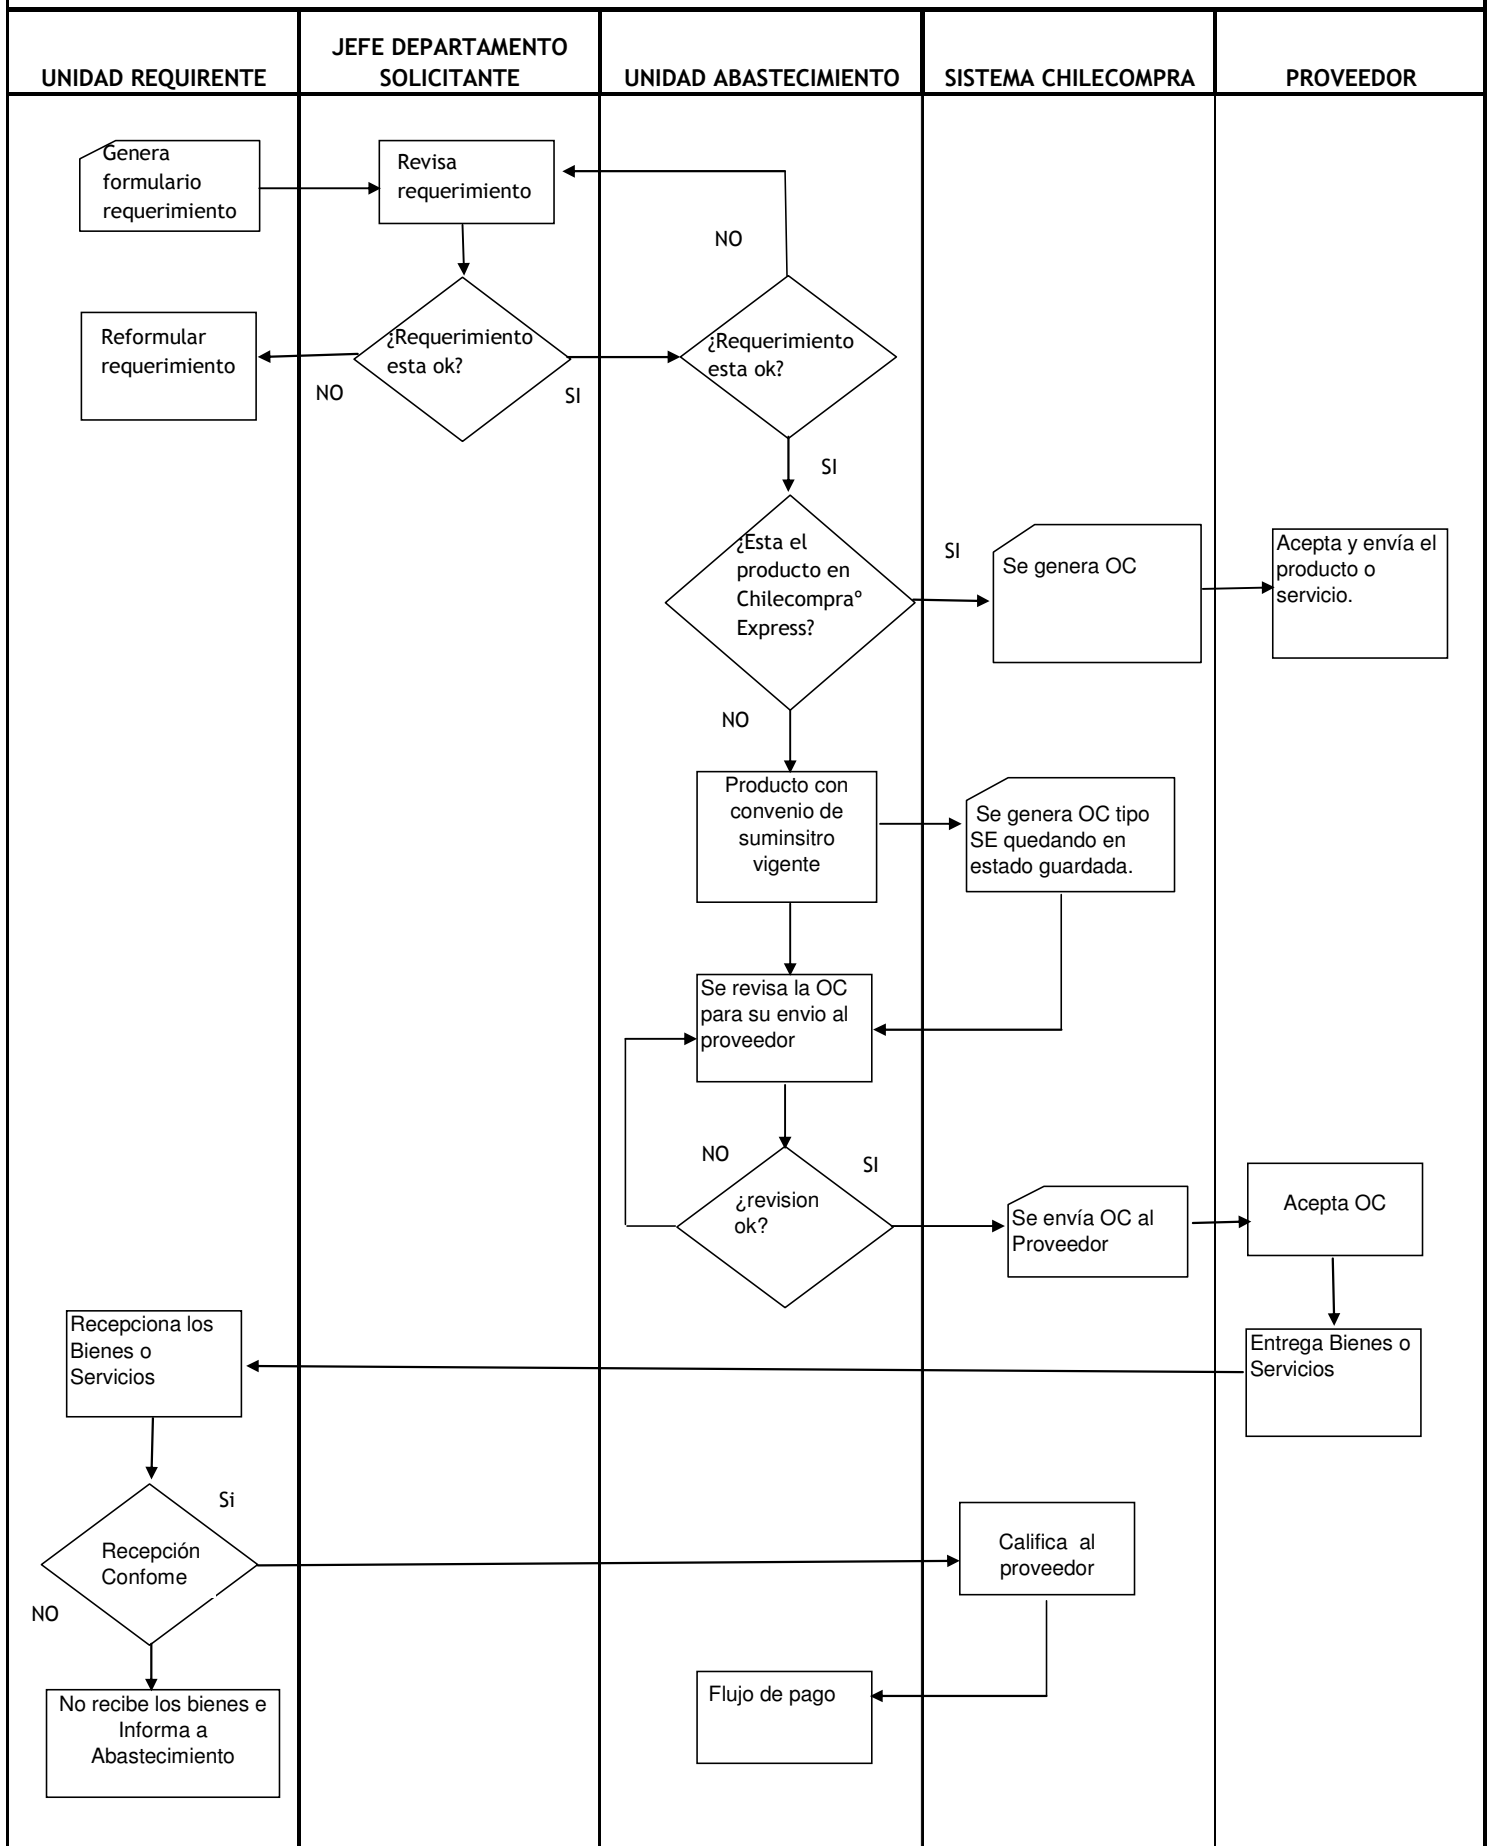 JEFE DEPARTAMENTO
UNIDAD REQUIRENTE
SOLICITANTE
UNIDAD ABASTECIMIENTO
SISTEMA CHILECOMPRA
PROVEEDOR
Genera
formulario
requerimiento
Revisa
requerimiento
NO
Reformular
requerimiento
NO
¿Requerimiento
esta ok?
SI
¿Requerimiento
esta ok?
SI
¿Esta el
producto en
Chilecompraº
Express?
SI
Se genera OC
Acepta y envía el
producto o
servicio.
NO
Producto con
convenio de
suminsitro
vigente
Se genera OC tipo
SE quedando en
estado guardada.
Se revisa la OC
para su envio al
proveedor
NO
SI
¿revision
ok?
Se envía OC al
Proveedor
Acepta OC
Recepciona los
Bienes o
Servicios
Entrega Bienes o
Servicios
Si
Recepción
Confome
NO
Califica al
proveedor
No recibe los bienes e
Informa a
Abastecimiento
Flujo de pago